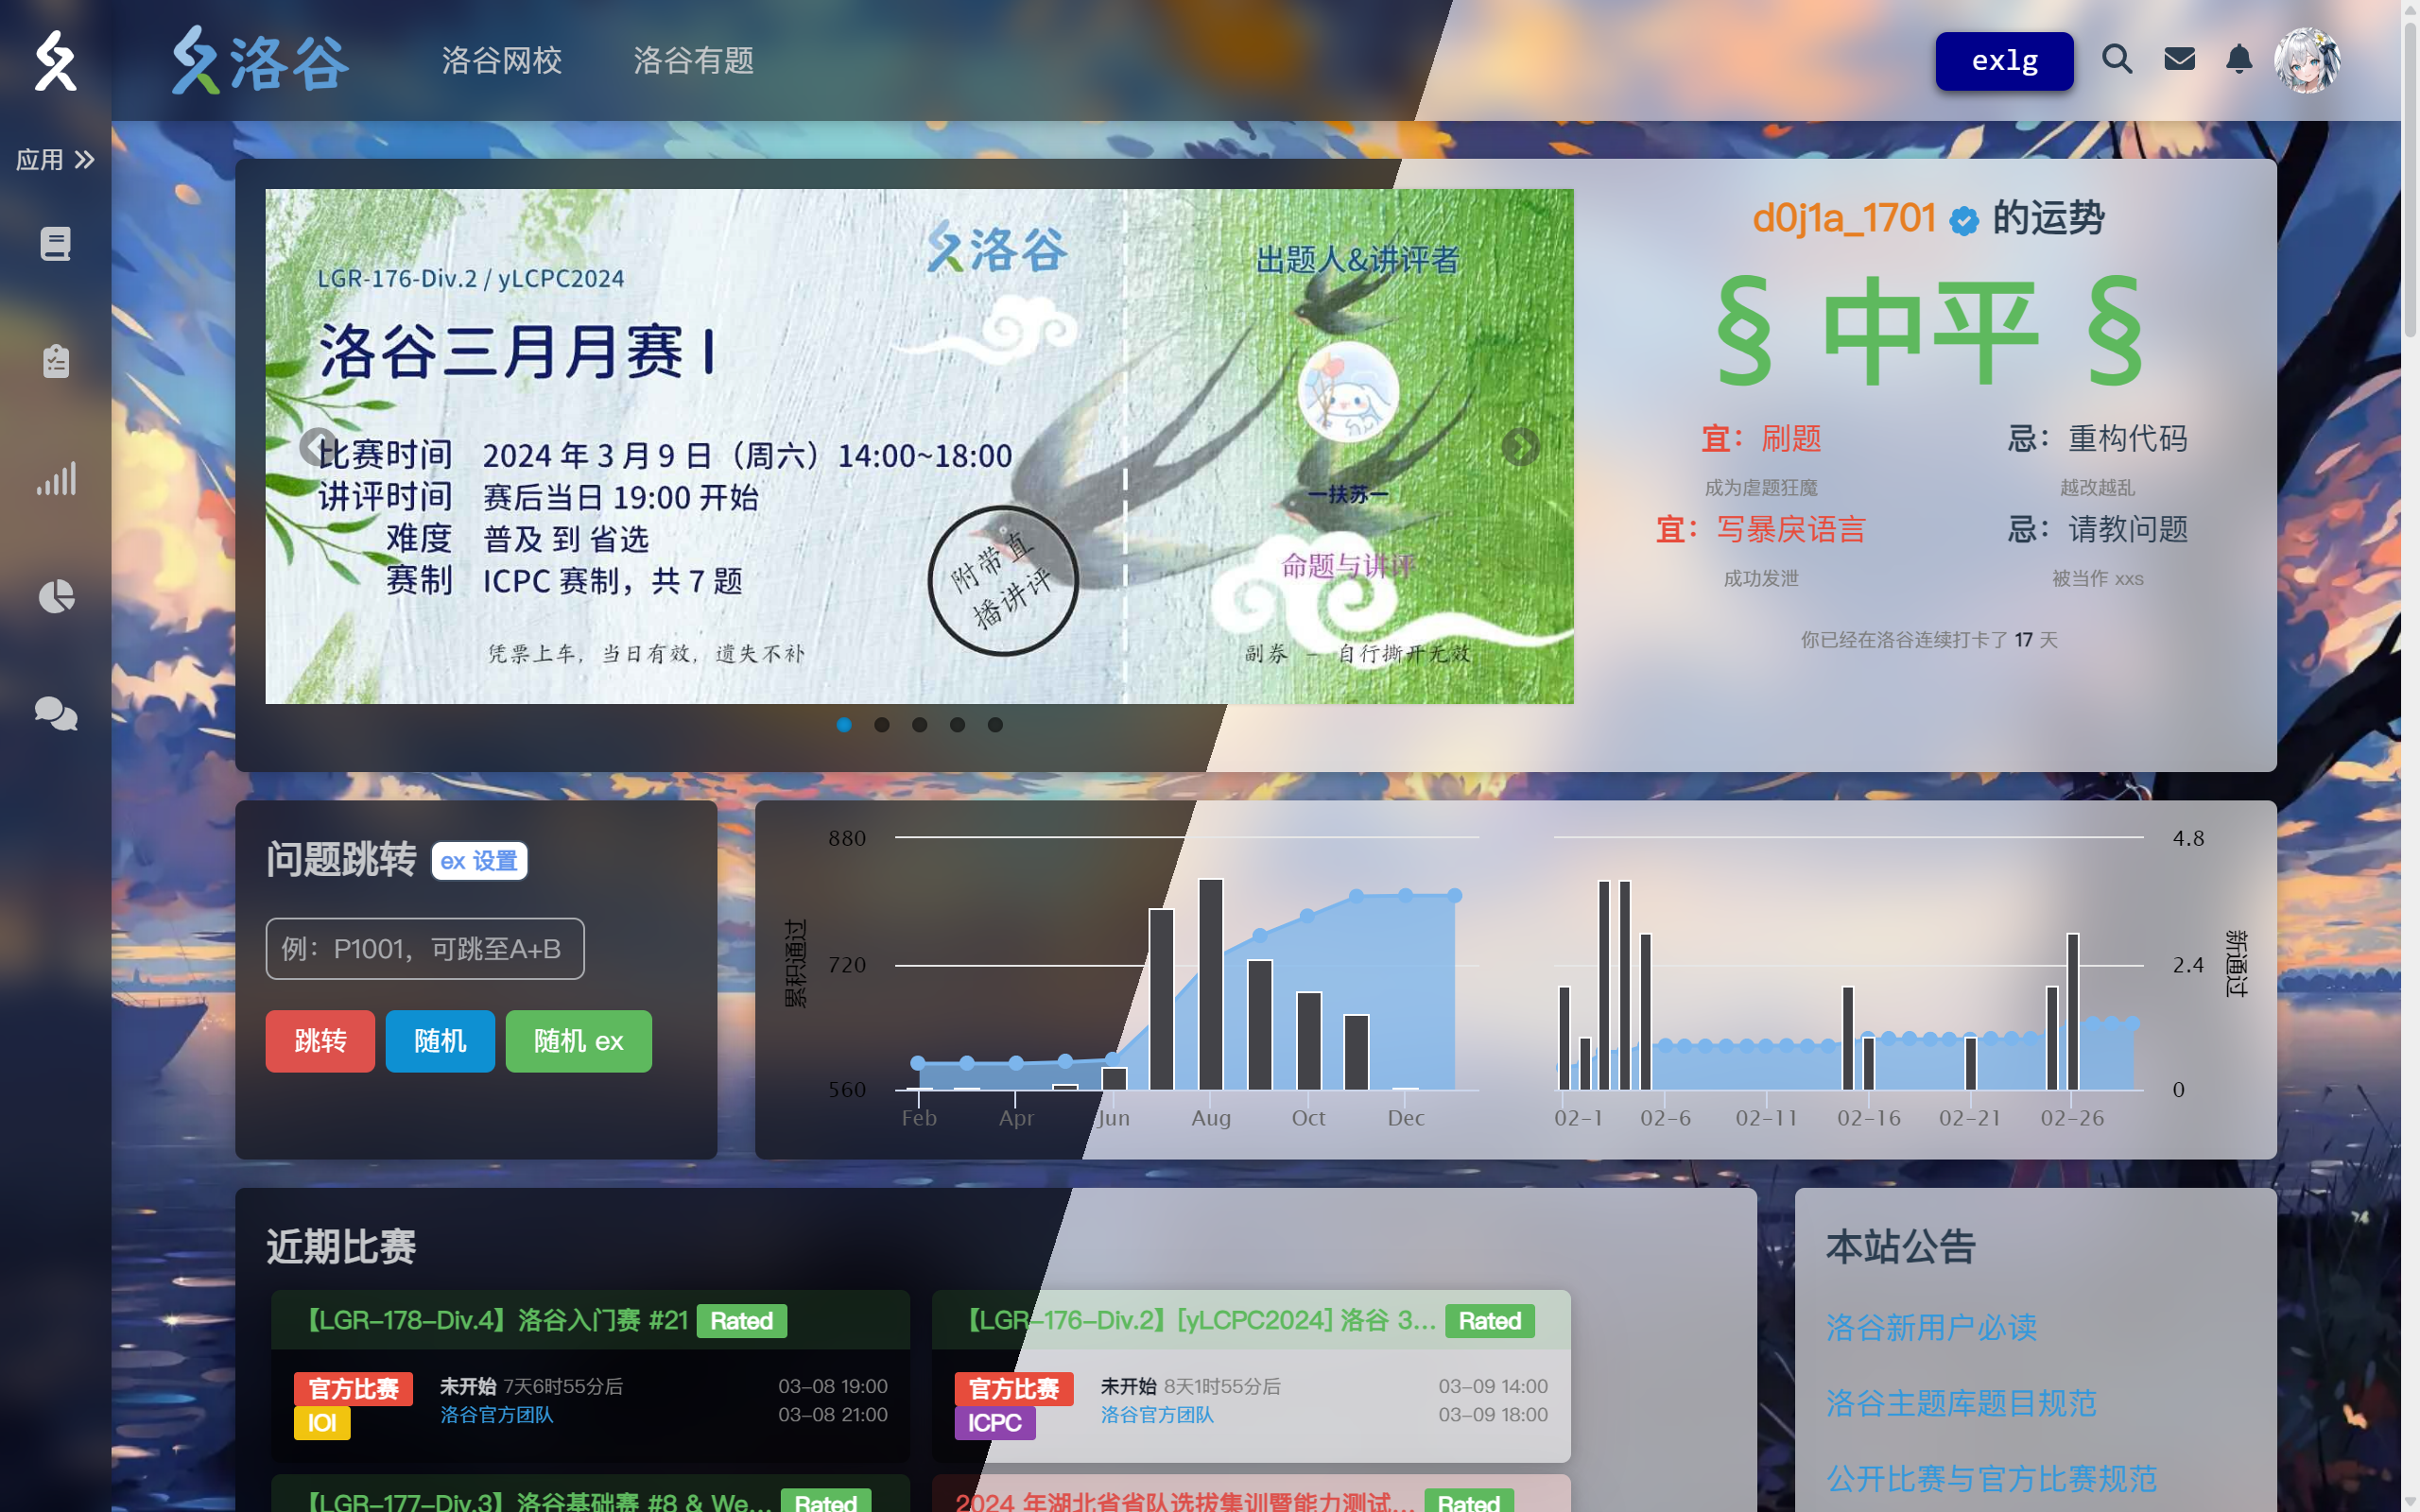 洛谷
洛谷网校
洛谷有题
exlg
应用
LGR-176-Div.2 / yLCPC2024
洛谷三月月赛 I
比赛时间 2024 年 3 月 9 日（周六）14:00~18:00
讲评时间 赛后当日 19:00 开始
难度 普及 到 省选
赛制 ICPC 赛制，共 7 题
凭票上车，当日有效，遗失不补
洛谷
附带直
播讲评
出题人&讲评者
一扶苏一
命题与讲评
副券 — 自行撕开无效
d0j1a_1701 的运势
§ 中平 §
宜：刷题
成为虐题狂魔
宜：写暴戾语言
成功发泄
忌：重构代码
越改越乱
忌：请教问题
被当作 xxs
你已经在洛谷连续打卡了 17 天
问题跳转 ex 设置
例：P1001，可跳至A+B
跳转 随机 随机 ex
累积通过
880
720
560
Feb Apr Jun Aug Oct Dec
02-1 02-6 02-11 02-16 02-21 02-26
4.8
2.4
0
新通过
近期比赛
【LGR-178-Div.4】洛谷入门赛 #21 Rated
官方比赛 未开始 7天6时55分后 03-08 19:00
IOI 洛谷官方团队 03-08 21:00
【LGR-176-Div.2】[yLCPC2024] 洛谷 3... Rated
官方比赛 未开始 8天1时55分后 03-09 14:00
ICPC 洛谷官方团队 03-09 18:00
【LGR-177-Div.3】洛谷基础赛 #8 & We... Rated
2024 年湖北省省队选拔集训暨能力测试... Rated
本站公告
洛谷新用户必读
洛谷主题库题目规范
公开比赛与官方比赛规范